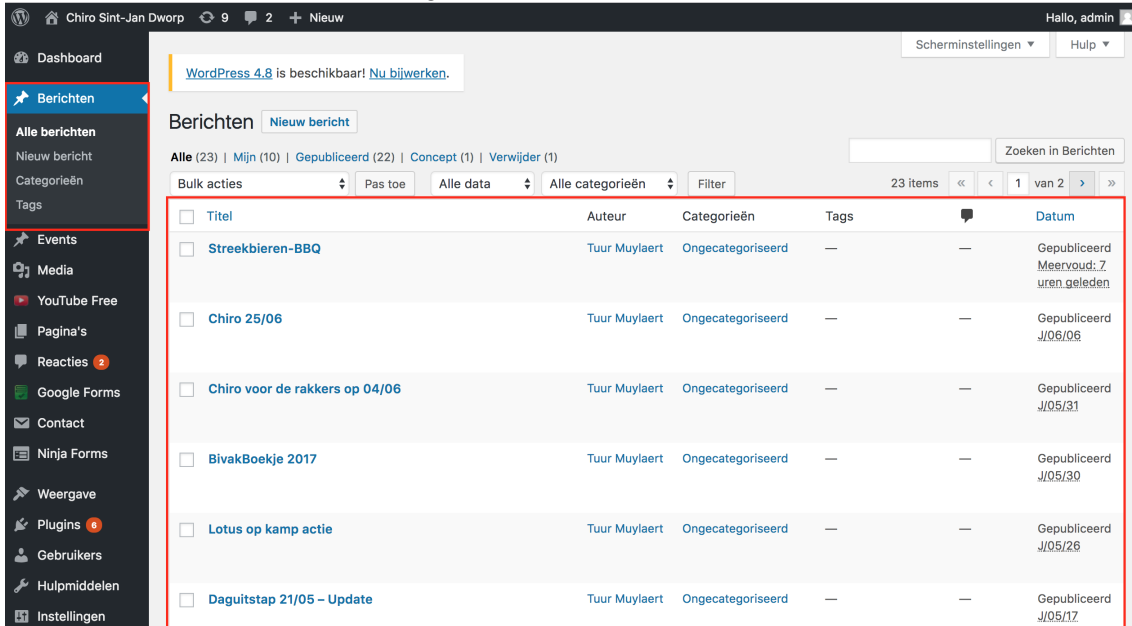 Chiro Sint-Jan Dworp 9 2 + Nieuw Hallo, admin
Dashboard
Berichten
Alle berichten
Nieuw bericht
Categorieën
Tags
Events
Media
YouTube Free
Pagina's
Reacties 2
Google Forms
Contact
Ninja Forms
Weergave
Plugins 6
Gebruikers
Hulpmiddelen
Instellingen
Scherminstellingen ▼ Hulp ▼
WordPress 4.8 is beschikbaar! Nu bijwerken.
Berichten Nieuw bericht
Alle (23) | Mijn (10) | Gepubliceerd (22) | Concept (1) | Verwijder (1)
Zoeken in Berichten
Bulk acties Pas toe Alle data Alle categorieën Filter 23 items « ‹ 1 van 2 › »
Titel Auteur Categorieën Tags Datum
Streekbieren-BBQ Tuur Muylaert Ongecategoriseerd — — Gepubliceerd
Meervoud: 7
uren geleden
Chiro 25/06 Tuur Muylaert Ongecategoriseerd — — Gepubliceerd
J/06/06
Chiro voor de rakkers op 04/06 Tuur Muylaert Ongecategoriseerd — — Gepubliceerd
J/05/31
BivakBoekje 2017 Tuur Muylaert Ongecategoriseerd — — Gepubliceerd
J/05/30
Lotus op kamp actie Tuur Muylaert Ongecategoriseerd — — Gepubliceerd
J/05/26
Daguitstap 21/05 – Update Tuur Muylaert Ongecategoriseerd — — Gepubliceerd
J/05/17